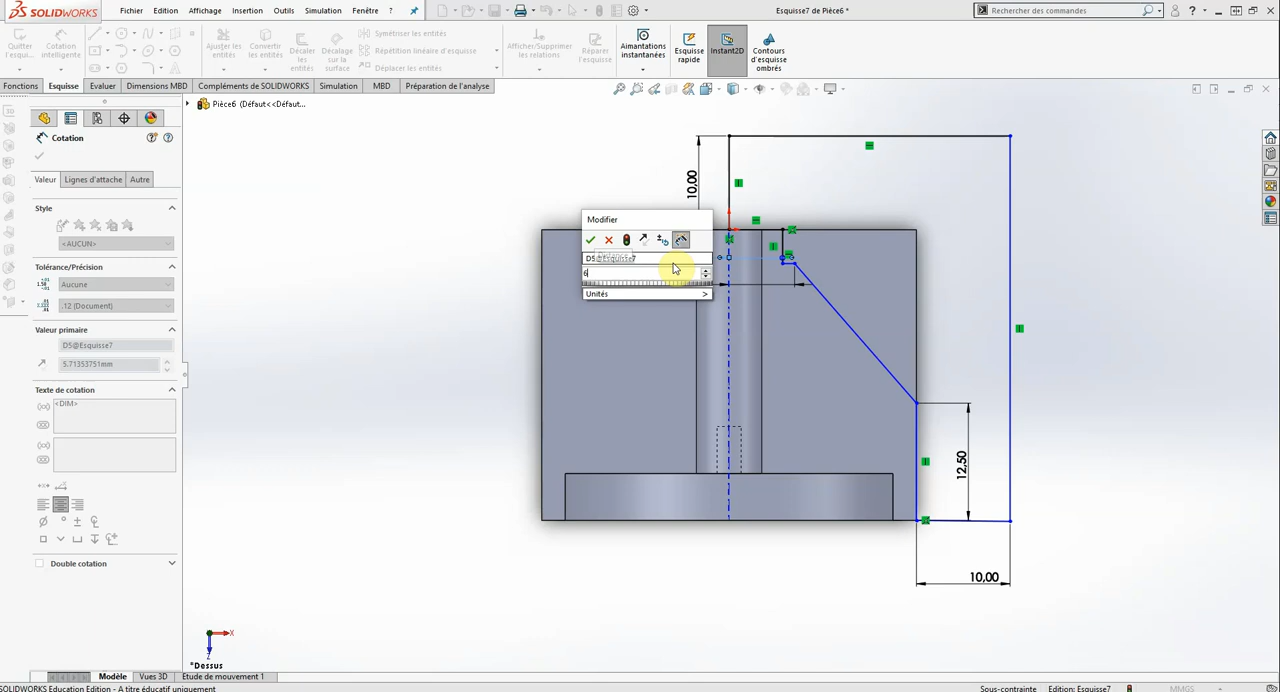 SOLIDWORKS
Fichier Edition Affichage Insertion Outils Simulation Fenêtre ?
Esquisse7 de Pièce6 *
Rechercher des commandes
Quitter l'esqui...
Cotation intelligente
Ajuster les entités
Convertir les entités
Décaler les entités
Décalage sur la surface
Symétriser les entités
Répétition linéaire d'esquisse
Déplacer les entités
Afficher/Supprimer les relations
Répares l'esquisse
Aimantations instantanées
Esquisse rapide
Instant2D
Contours d'esquisse ombrés
Fonctions Esquisse Evaluer Dimensions MBD Compléments de SOLIDWORKS Simulation MBD Préparation de l'analyse
Pièce6 (Défaut<<Défaut...
Cotation
Valeur Lignes d'attache Autre
Style
<AUCUN>
Tolérance/Précision
Aucune
.12 (Document)
Valeur primaire
D5@Esquisse7
5.71353751mm
Texte de cotation
<DIM>
Double cotation
10,00
Modifier
D5@Esquisse7
6
Unités >
12,50
10,00
X
Z
*Dessus
Modèle Vues 3D Etude de mouvement 1
SOLIDWORKS Education Edition - A titre éducatif uniquement
Sous-contrainte Edition: Esquisse7 MMGS